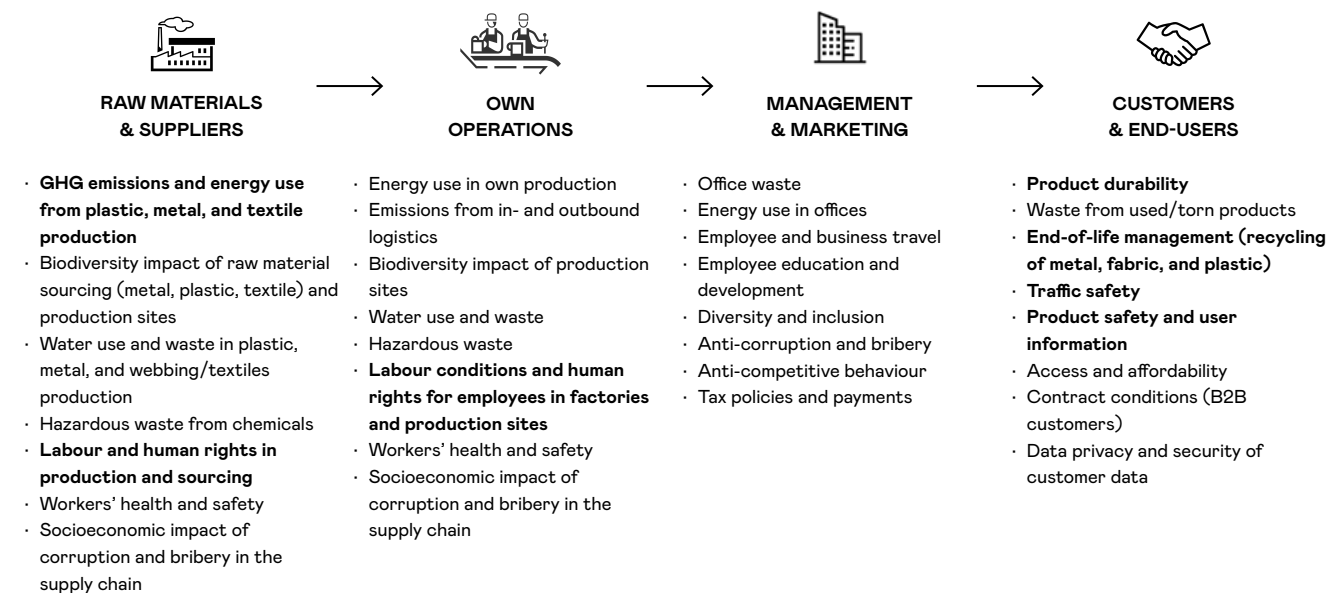 RAW MATERIALS
& SUPPLIERS
· GHG emissions and energy use
from plastic, metal, and textile
production
· Biodiversity impact of raw material
sourcing (metal, plastic, textile) and
production sites
· Water use and waste in plastic,
metal, and webbing/textiles
production
· Hazardous waste from chemicals
· Labour and human rights in
production and sourcing
· Workers’ health and safety
· Socioeconomic impact of
corruption and bribery in the
supply chain
OWN
OPERATIONS
· Energy use in own production
· Emissions from in- and outbound
logistics
· Biodiversity impact of production
sites
· Water use and waste
· Hazardous waste
· Labour conditions and human
rights for employees in factories
and production sites
· Workers’ health and safety
· Socioeconomic impact of
corruption and bribery in the
supply chain
MANAGEMENT
& MARKETING
· Office waste
· Energy use in offices
· Employee and business travel
· Employee education and
development
· Diversity and inclusion
· Anti-corruption and bribery
· Anti-competitive behaviour
· Tax policies and payments
CUSTOMERS
& END-USERS
· Product durability
· Waste from used/torn products
· End-of-life management (recycling
of metal, fabric, and plastic)
· Traffic safety
· Product safety and user
information
· Access and affordability
· Contract conditions (B2B
customers)
· Data privacy and security of
customer data